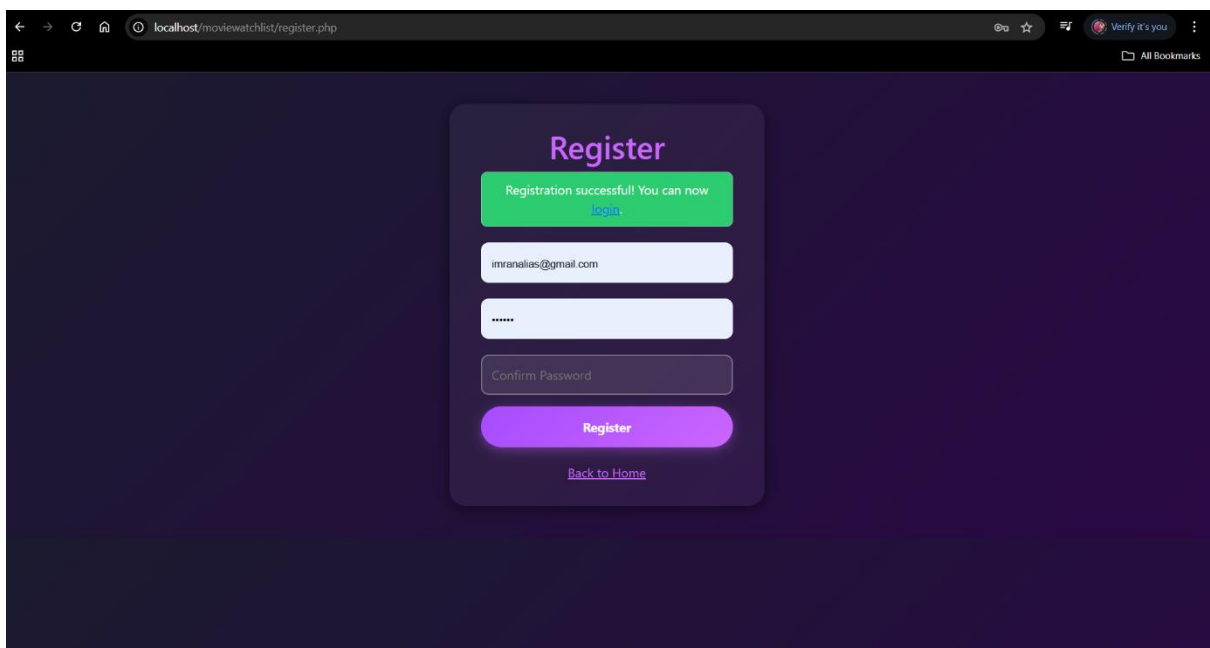 localhost/moviewatchlist/register.php
Verify it's you
All Bookmarks
Register
Registration successful! You can now
login.
imranalias@gmail.com
••••••
Confirm Password
Register
Back to Home